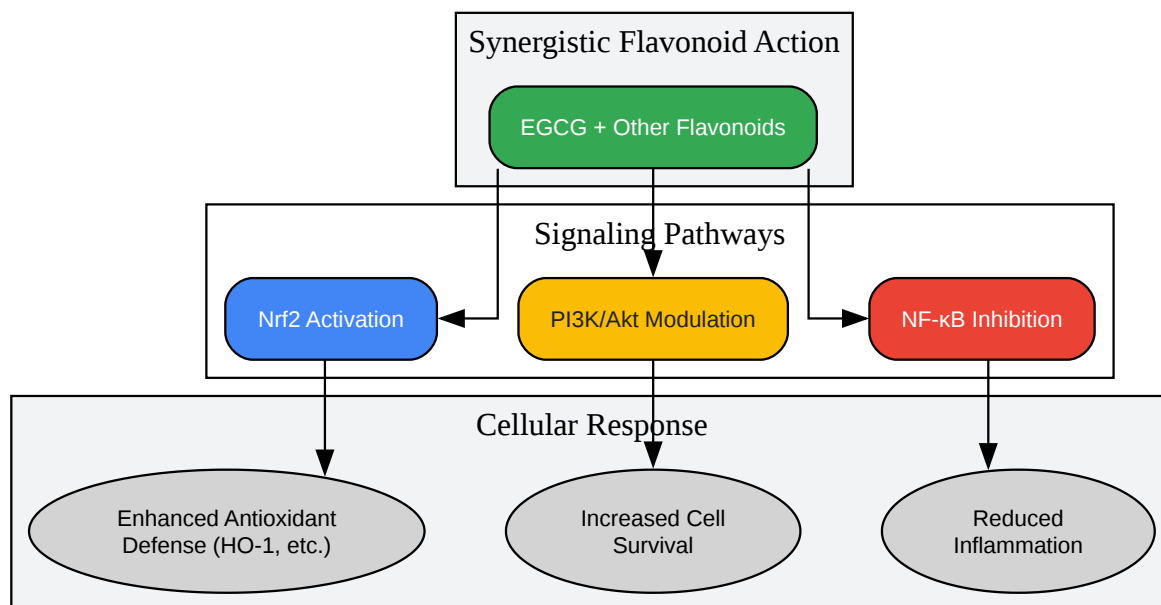 Synergistic Flavonoid Action
EGCG + Other Flavonoids
Signaling Pathways
Nrf2 Activation
PI3K/Akt Modulation
NF-κB Inhibition
Cellular Response
Enhanced Antioxidant
Defense (HO-1, etc.)
Increased Cell
Survival
Reduced
Inflammation